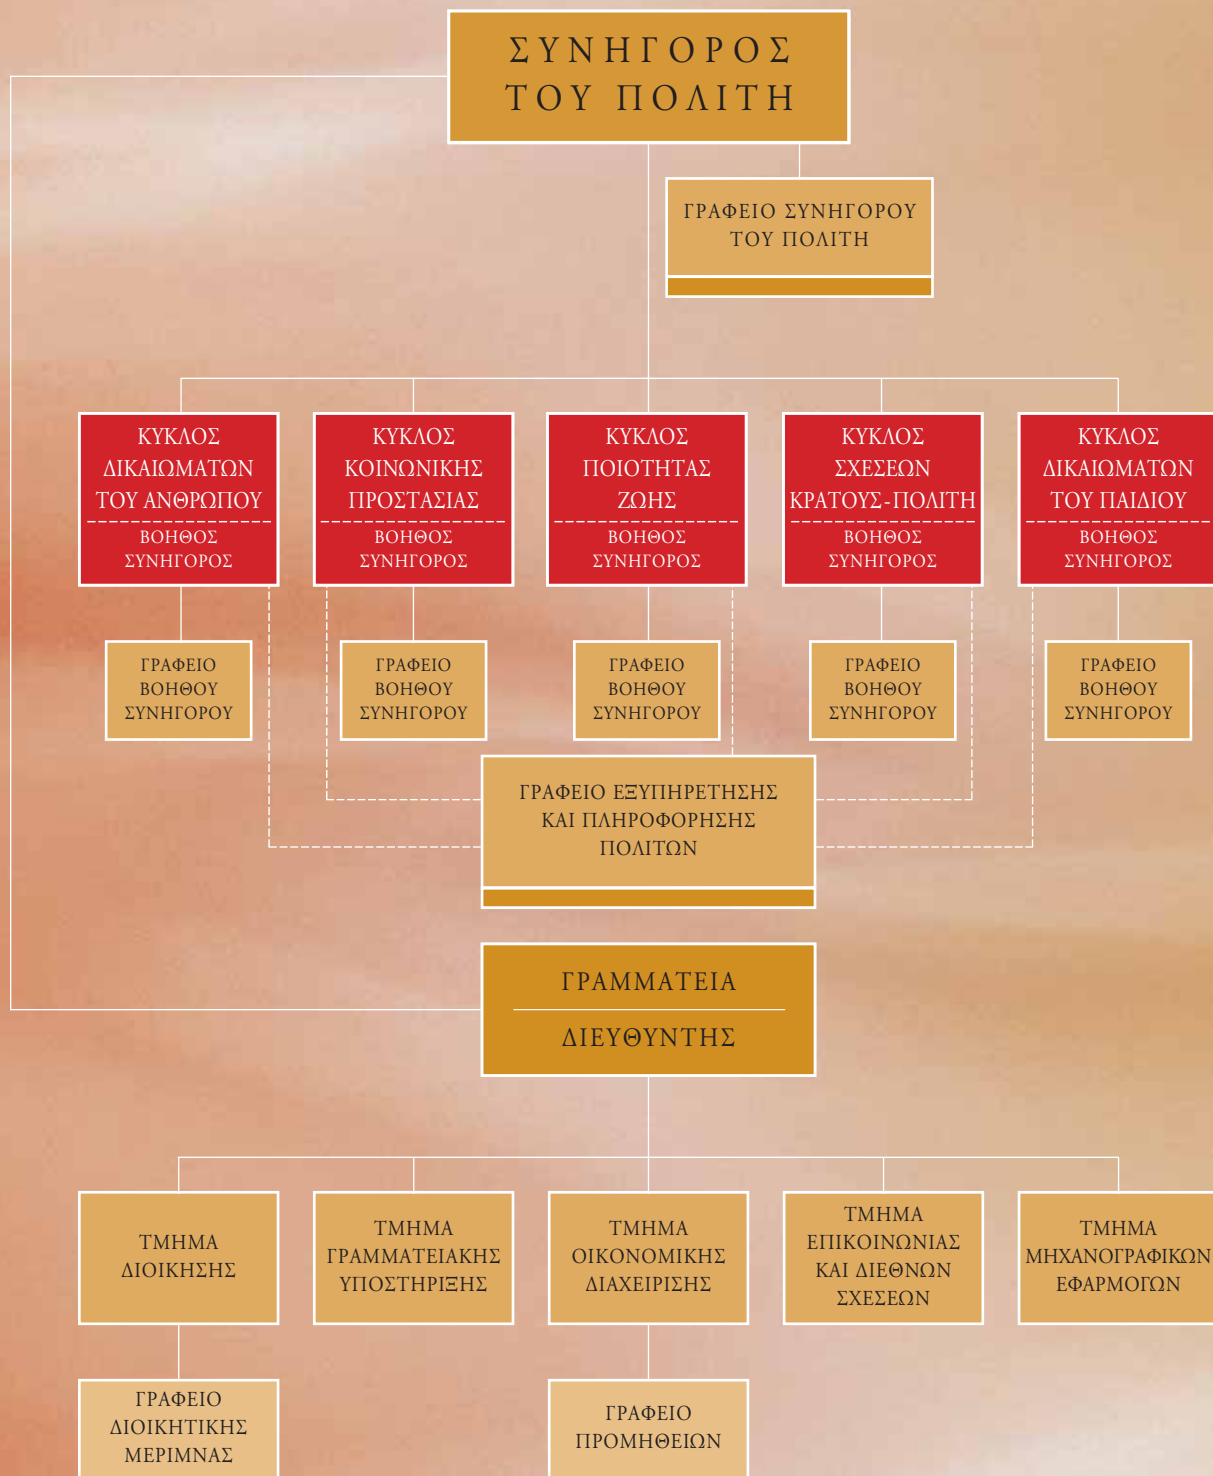 ΣΥΝΗΓΟΡΟΣ
ΤΟΥ ΠΟΛΙΤΗ
ΓΡΑΦΕΙΟ ΣΥΝΗΓΟΡΟΥ
ΤΟΥ ΠΟΛΙΤΗ
ΚΥΚΛΟΣ
ΔΙΚΑΙΩΜΑΤΩΝ
ΤΟΥ ΑΝΘΡΩΠΟΥ
ΒΟΗΘΟΣ
ΣΥΝΗΓΟΡΟΣ
ΚΥΚΛΟΣ
ΚΟΙΝΩΝΙΚΗΣ
ΠΡΟΣΤΑΣΙΑΣ
ΒΟΗΘΟΣ
ΣΥΝΗΓΟΡΟΣ
ΚΥΚΛΟΣ
ΠΟΙΟΤΗΤΑΣ
ΖΩΗΣ
ΒΟΗΘΟΣ
ΣΥΝΗΓΟΡΟΣ
ΚΥΚΛΟΣ
ΣΧΕΣΕΩΝ
ΚΡΑΤΟΥΣ-ΠΟΛΙΤΗ
ΒΟΗΘΟΣ
ΣΥΝΗΓΟΡΟΣ
ΚΥΚΛΟΣ
ΔΙΚΑΙΩΜΑΤΩΝ
ΤΟΥ ΠΑΙΔΙΟΥ
ΒΟΗΘΟΣ
ΣΥΝΗΓΟΡΟΣ
ΓΡΑΦΕΙΟ
ΒΟΗΘΟΥ
ΣΥΝΗΓΟΡΟΥ
ΓΡΑΦΕΙΟ
ΒΟΗΘΟΥ
ΣΥΝΗΓΟΡΟΥ
ΓΡΑΦΕΙΟ
ΒΟΗΘΟΥ
ΣΥΝΗΓΟΡΟΥ
ΓΡΑΦΕΙΟ
ΒΟΗΘΟΥ
ΣΥΝΗΓΟΡΟΥ
ΓΡΑΦΕΙΟ
ΒΟΗΘΟΥ
ΣΥΝΗΓΟΡΟΥ
ΓΡΑΦΕΙΟ ΕΞΥΠΗΡΕΤΗΣΗΣ
ΚΑΙ ΠΛΗΡΟΦΟΡΗΣΗΣ
ΠΟΛΙΤΩΝ
ΓΡΑΜΜΑΤΕΙΑ
ΔΙΕΥΘΥΝΤΗΣ
ΤΜΗΜΑ
ΔΙΟΙΚΗΣΗΣ
ΤΜΗΜΑ
ΓΡΑΜΜΑΤΕΙΑΚΗΣ
ΥΠΟΣΤΗΡΙΞΗΣ
ΤΜΗΜΑ
ΟΙΚΟΝΟΜΙΚΗΣ
ΔΙΑΧΕΙΡΙΣΗΣ
ΤΜΗΜΑ
ΕΠΙΚΟΙΝΩΝΙΑΣ
ΚΑΙ ΔΙΕΘΝΩΝ
ΣΧΕΣΕΩΝ
ΤΜΗΜΑ
ΜΗΧΑΝΟΓΡΑΦΙΚΩΝ
ΕΦΑΡΜΟΓΩΝ
ΓΡΑΦΕΙΟ
ΔΙΟΙΚΗΤΙΚΗΣ
ΜΕΡΙΜΝΑΣ
ΓΡΑΦΕΙΟ
ΠΡΟΜΗΘΕΙΩΝ